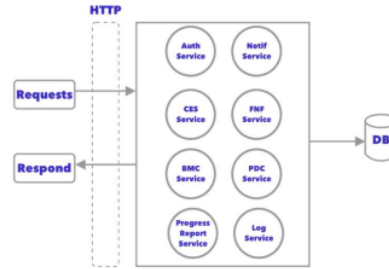 HTTP
Requests
Respond
Auth
Service
Notif
Service
CES
Service
FNF
Service
BMC
Service
PDC
Service
Progress
Report
Service
Log
Service
DB